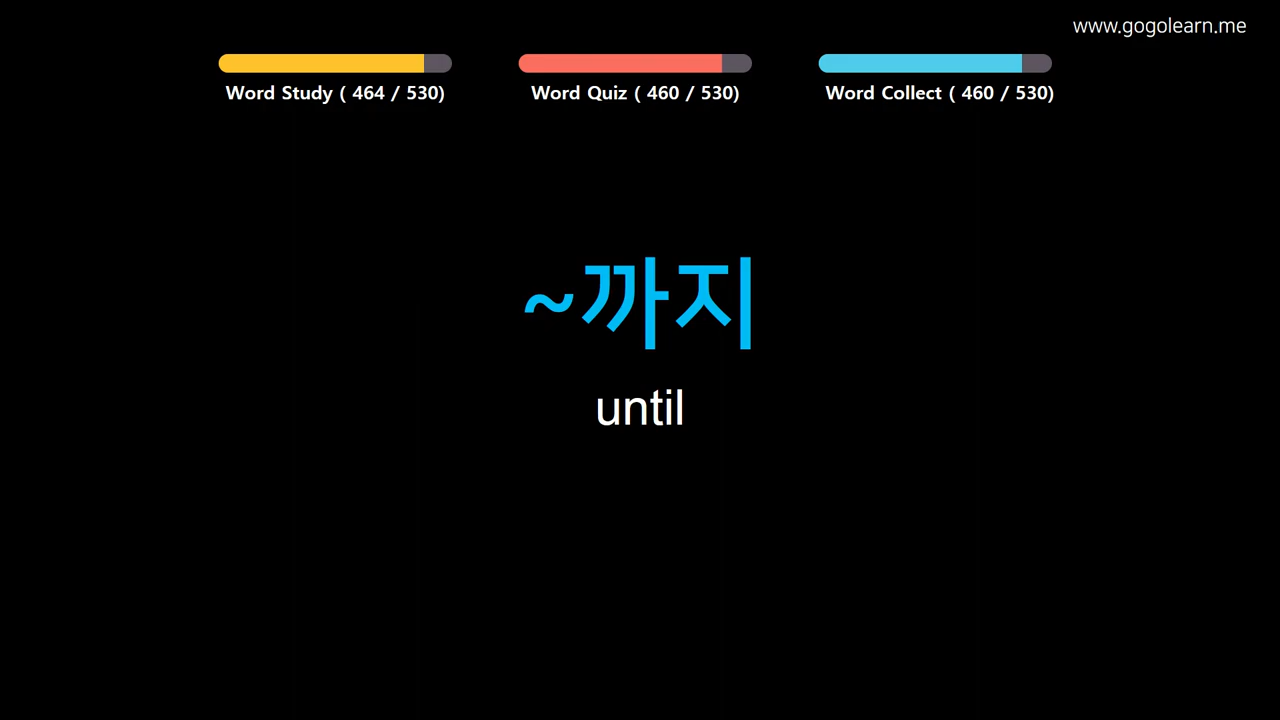 www.gogolearn.me
Word Study ( 464 / 530)
Word Quiz ( 460 / 530)
Word Collect ( 460 / 530)
~까지
until